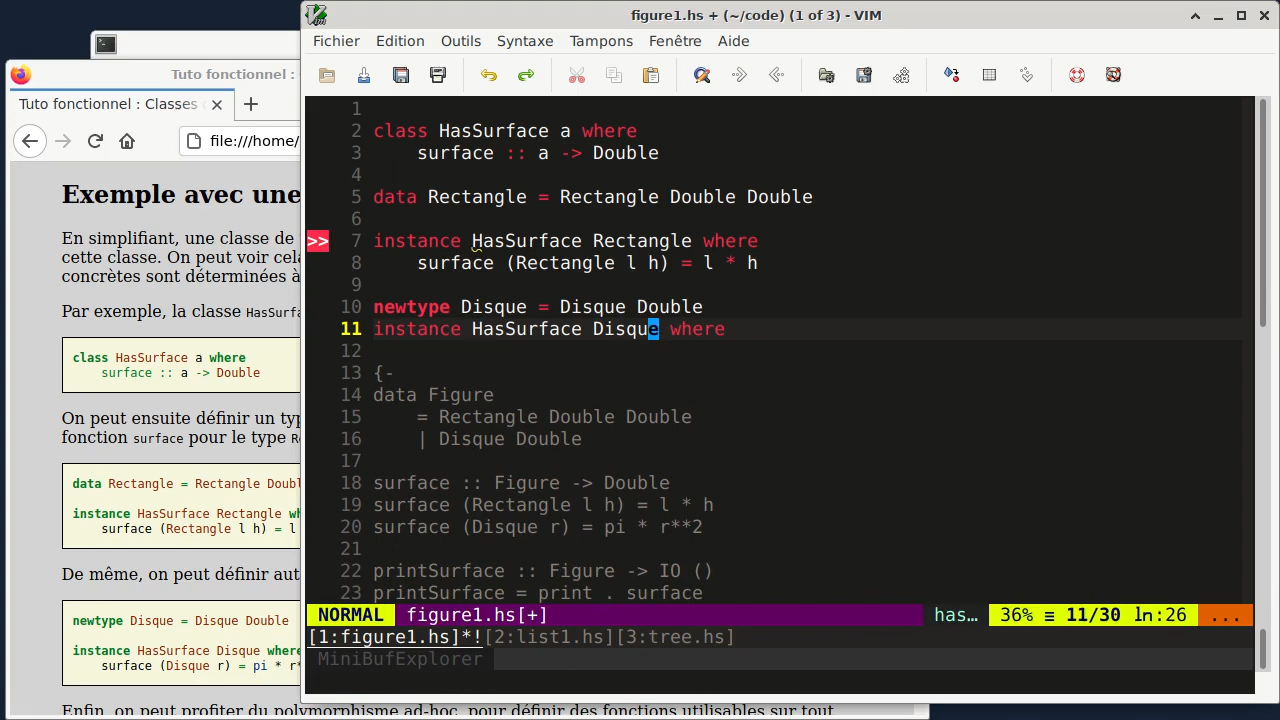 figure1.hs + (~/code) (1 of 3) - VIM
Fichier Edition Outils Syntaxe Tampons Fenêtre Aide
1
2 class HasSurface a where
3 surface :: a -> Double
4
5 data Rectangle = Rectangle Double Double
6
>> 7 instance HasSurface Rectangle where
8 surface (Rectangle l h) = l * h
9
10 newtype Disque = Disque Double
11 instance HasSurface Disque where
12
13 {-
14 data Figure
15 = Rectangle Double Double
16 | Disque Double
17
18 surface :: Figure -> Double
19 surface (Rectangle l h) = l * h
20 surface (Disque r) = pi * r**2
21
22 printSurface :: Figure -> IO ()
23 printSurface = print . surface
NORMAL figure1.hs[+] has… 36% ≡ 11/30 ln:26 ...
[1:figure1.hs]*![2:list1.hs][3:tree.hs]
MiniBufExplorer
Tuto fonctionnel :
Tuto fonctionnel : Classes
file:///home/
Exemple avec une
En simplifiant, une classe de
cette classe. On peut voir cela
concrètes sont déterminées à
Par exemple, la classe HasSurfa
class HasSurface a where
surface :: a -> Double
On peut ensuite définir un typ
fonction surface pour le type Re
data Rectangle = Rectangle Doubl
instance HasSurface Rectangle wh
surface (Rectangle l h) = l
De même, on peut définir aut
newtype Disque = Disque Double
instance HasSurface Disque where
surface (Disque r) = pi * r*
Enfin, on peut profiter du polymorphisme ad-hoc, pour définir des fonctions utilisables sur tout